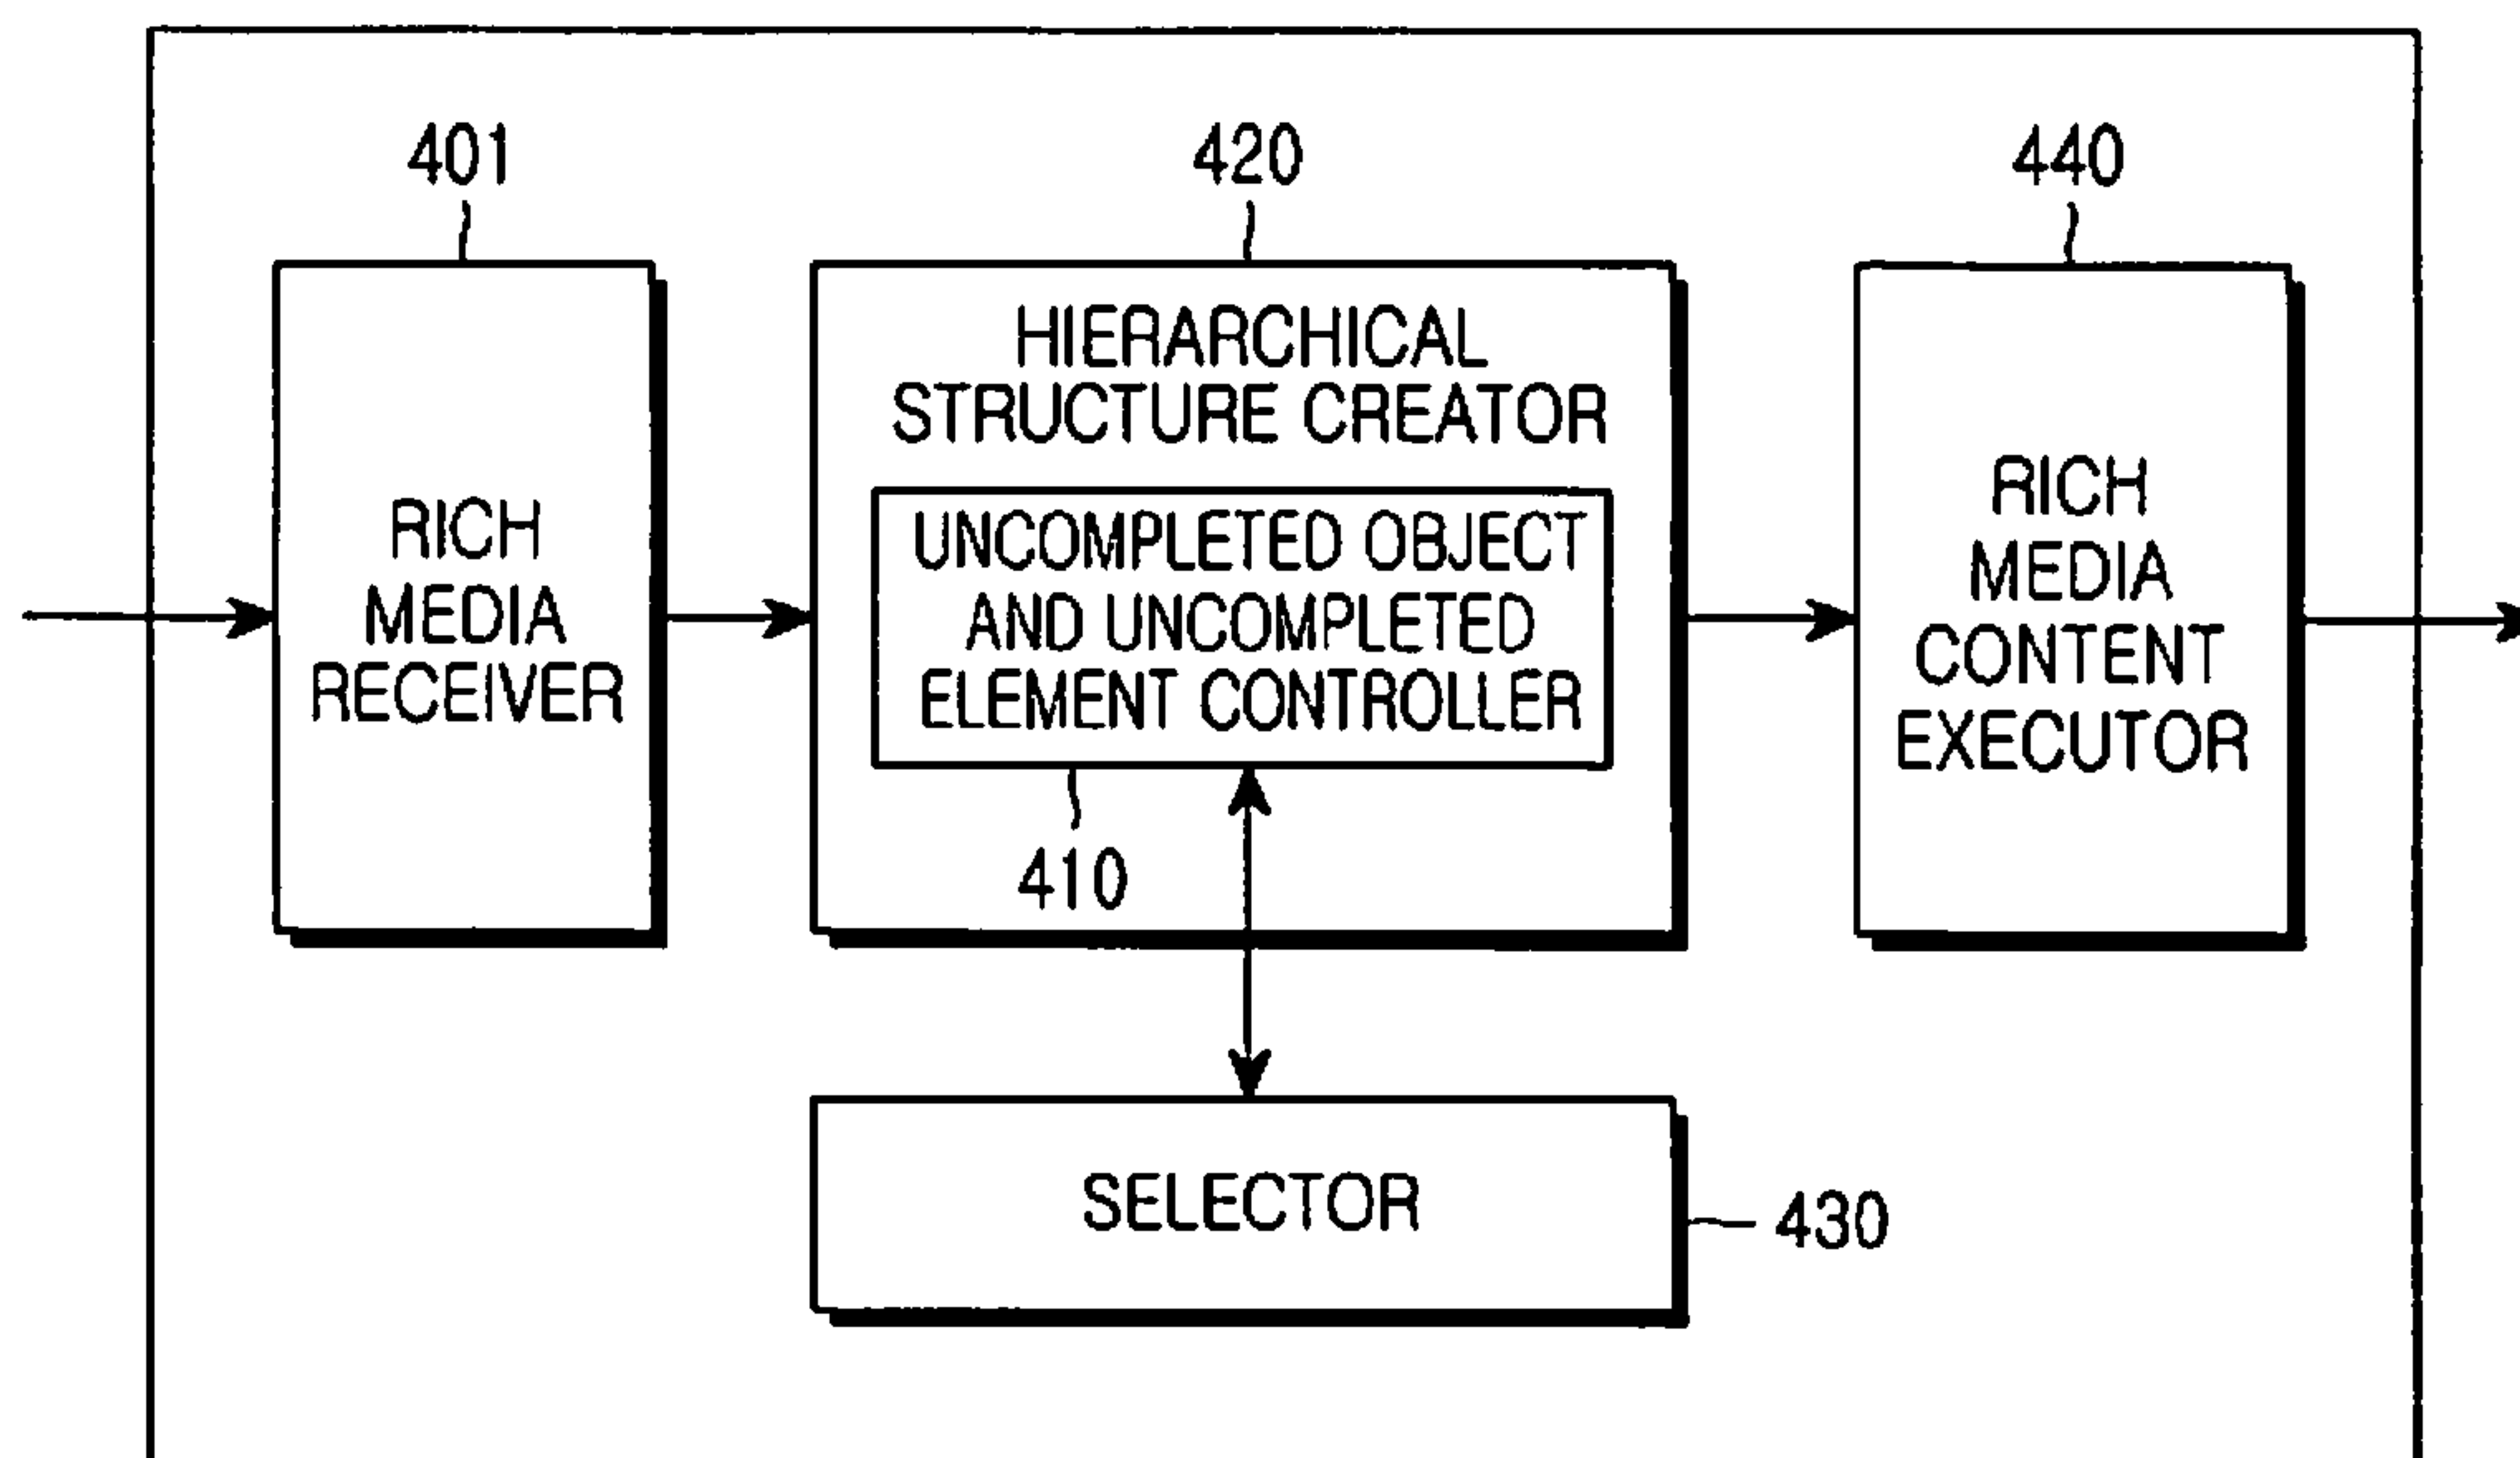 401
420
440
RICH
MEDIA
RECEIVER
HIERARCHICAL
STRUCTURE CREATOR
UNCOMPLETED OBJECT
AND UNCOMPLETED
ELEMENT CONTROLLER
410
RICH
MEDIA
CONTENT
EXECUTOR
SELECTOR
430